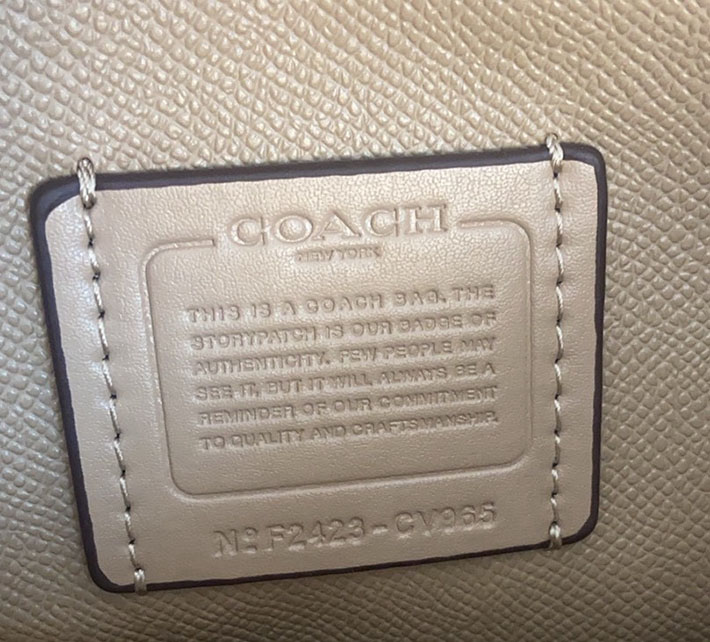 COACH
NEW YORK
THIS IS A COACH BAG. THE
STORYPATCH IS OUR BADGE OF
AUTHENTICITY. FEW PEOPLE MAY
SEE IT, BUT IT WILL ALWAYS BE A
REMINDER OF OUR COMMITMENT
TO QUALITY AND CRAFTSMANSHIP.
Nº F2423-CV965